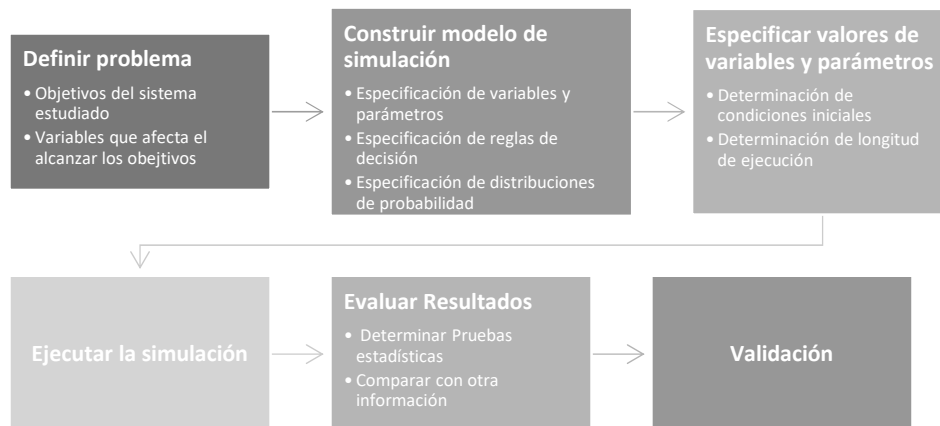 Definir problema
• Objetivos del sistema
estudiado
• Variables que afecta el
alcanzar los obejtivos
Construir modelo de
simulación
• Especificación de variables y
parámetros
• Especificación de reglas de
decisión
• Especificación de distribuciones
de probabilidad
Especificar valores de
variables y parámetros
• Determinación de
condiciones iniciales
• Determinación de longitud
de ejecución
Ejecutar la simulación
Evaluar Resultados
• Determinar Pruebas
estadísticas
• Comparar con otra
información
Validación